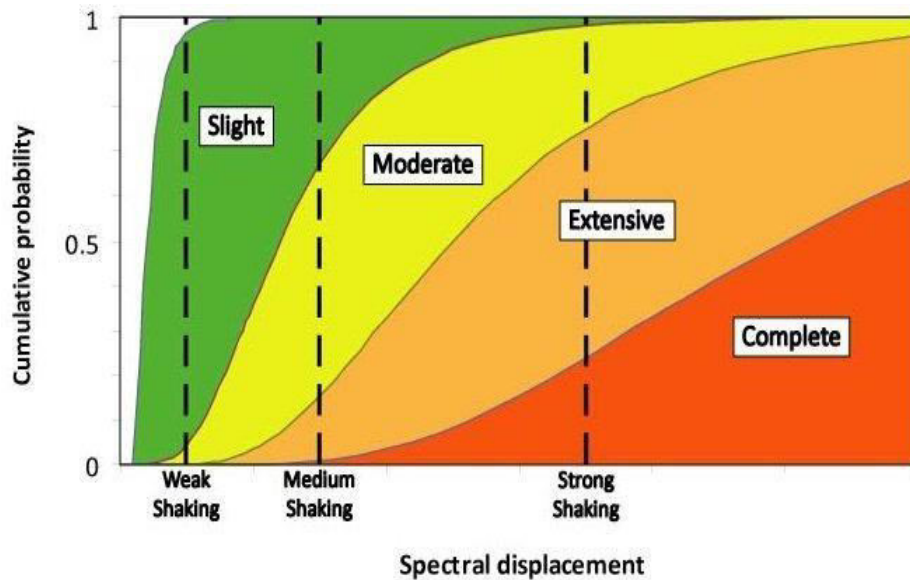 1
Slight
Moderate
Cumulative probability
0.5
Extensive
Complete
0
Weak
Shaking
Medium
Shaking
Strong
Shaking
Spectral displacement